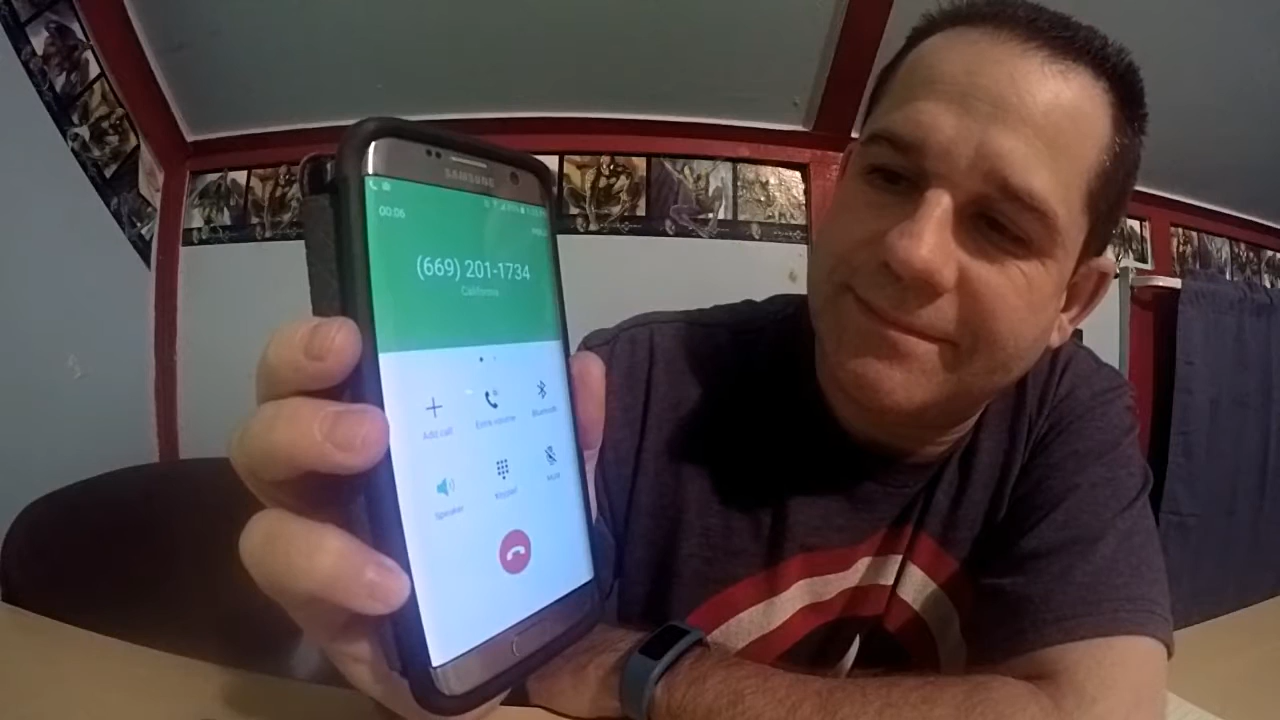 SAMSUNG
00:06
(669) 201-1734
California
Add call
Extra volume
Bluetooth
Speaker
Keypad
Mute